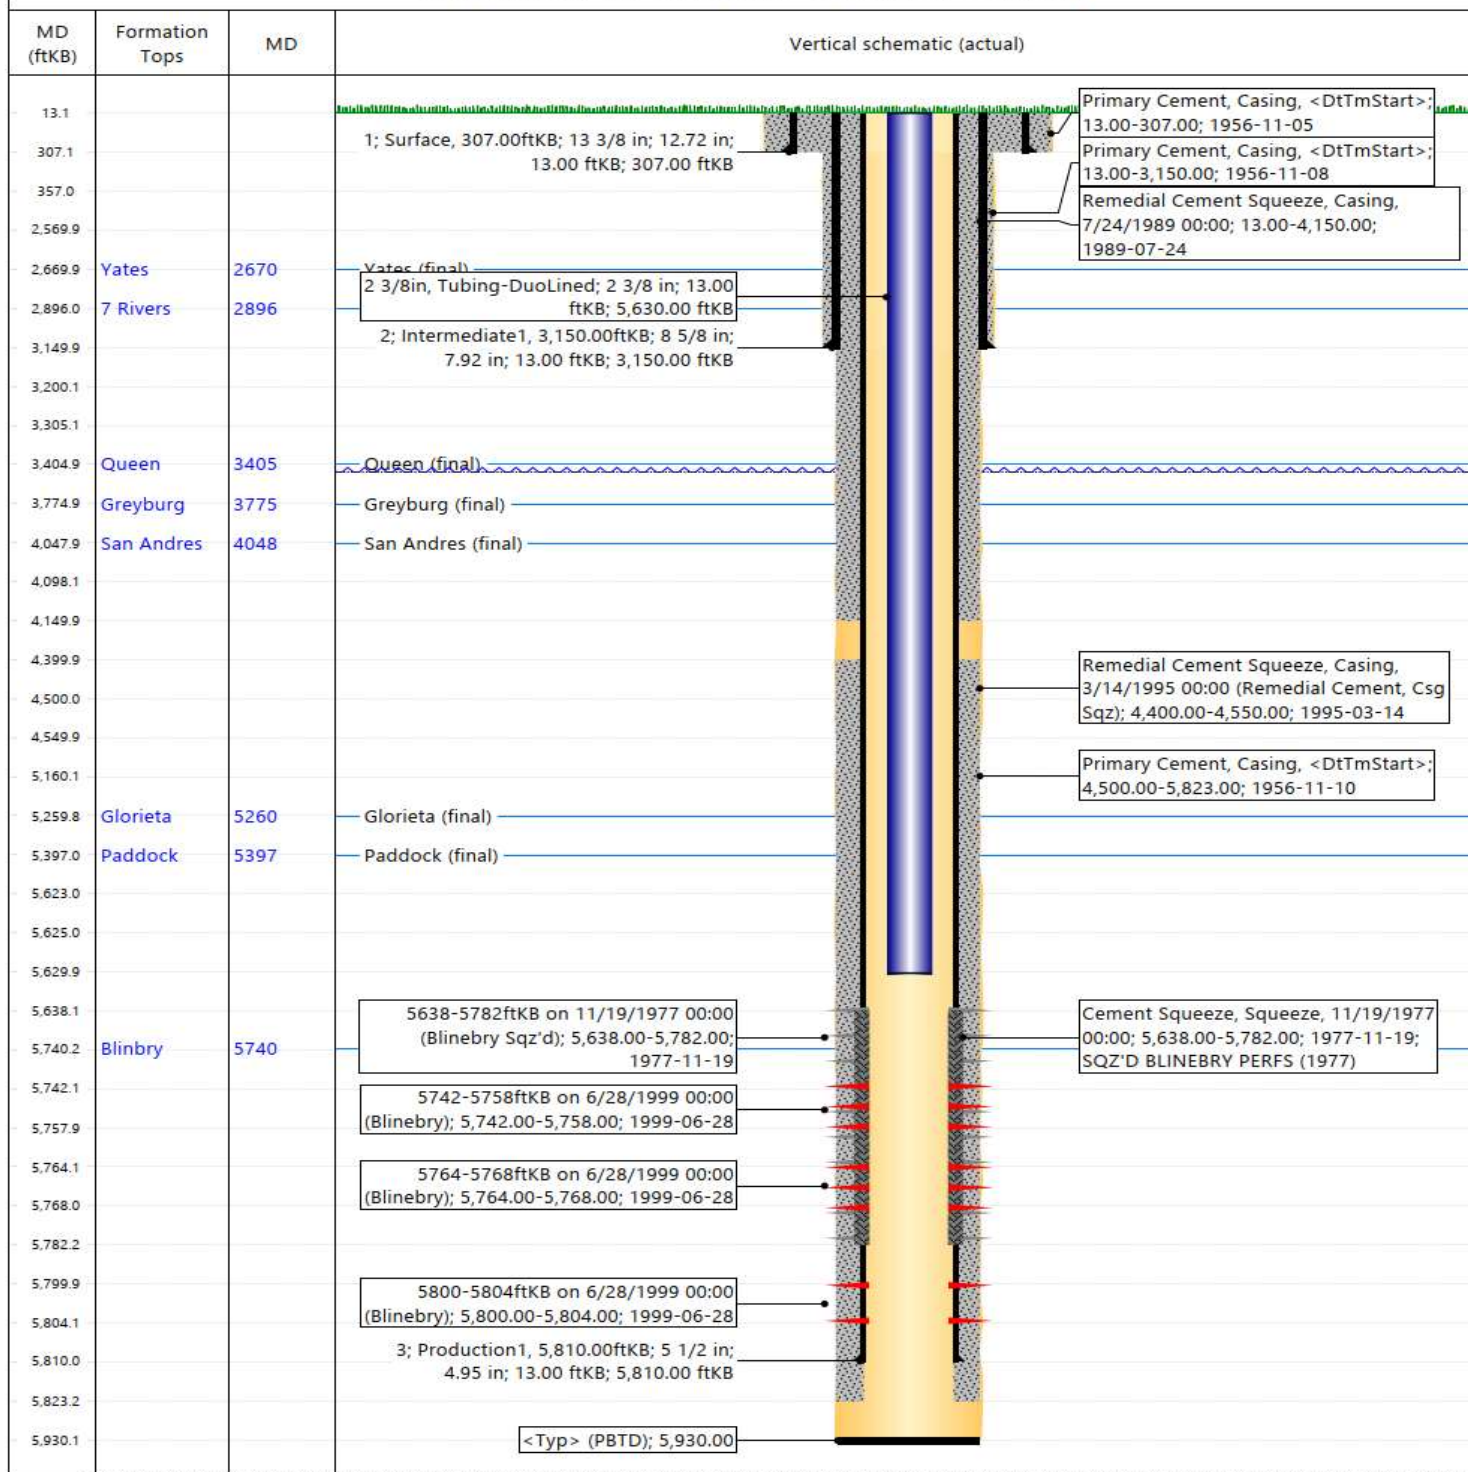 MD
(ftKB)
Formation
Tops
MD
Vertical schematic (actual)
13.1
307.1
357.0
2,569.9
2,669.9
2,896.0
3,149.9
3,200.1
3,305.1
3,404.9
3,774.9
4,047.9
4,098.1
4,149.9
4,399.9
4,500.0
4,549.9
5,160.1
5,259.8
5,397.0
5,623.0
5,625.0
5,629.9
5,638.1
5,740.2
5,742.1
5,757.9
5,764.1
5,768.0
5,782.2
5,799.9
5,804.1
5,810.0
5,823.2
5,930.1
Yates 2670
7 Rivers 2896
Queen 3405
Greyburg 3775
San Andres 4048
Glorieta 5260
Paddock 5397
Blinbry 5740
1; Surface, 307.00ftKB; 13 3/8 in; 12.72 in;
13.00 ftKB; 307.00 ftKB
Yates (final)
2 3/8in, Tubing-DuoLined; 2 3/8 in; 13.00
ftKB; 5,630.00 ftKB
2; Intermediate1, 3,150.00ftKB; 8 5/8 in;
7.92 in; 13.00 ftKB; 3,150.00 ftKB
Queen (final)
Greyburg (final)
San Andres (final)
Glorieta (final)
Paddock (final)
5638-5782ftKB on 11/19/1977 00:00
(Blinebry Sqz'd); 5,638.00-5,782.00;
1977-11-19
5742-5758ftKB on 6/28/1999 00:00
(Blinebry); 5,742.00-5,758.00; 1999-06-28
5764-5768ftKB on 6/28/1999 00:00
(Blinebry); 5,764.00-5,768.00; 1999-06-28
5800-5804ftKB on 6/28/1999 00:00
(Blinebry); 5,800.00-5,804.00; 1999-06-28
3; Production1, 5,810.00ftKB; 5 1/2 in;
4.95 in; 13.00 ftKB; 5,810.00 ftKB
<Typ> (PBTD); 5,930.00
Primary Cement, Casing, <DtTmStart>;
13.00-307.00; 1956-11-05
Primary Cement, Casing, <DtTmStart>;
13.00-3,150.00; 1956-11-08
Remedial Cement Squeeze, Casing,
7/24/1989 00:00; 13.00-4,150.00;
1989-07-24
Remedial Cement Squeeze, Casing,
3/14/1995 00:00 (Remedial Cement, Csg
Sqz); 4,400.00-4,550.00; 1995-03-14
Primary Cement, Casing, <DtTmStart>;
4,500.00-5,823.00; 1956-11-10
Cement Squeeze, Squeeze, 11/19/1977
00:00; 5,638.00-5,782.00; 1977-11-19;
SQZ'D BLINEBRY PERFS (1977)